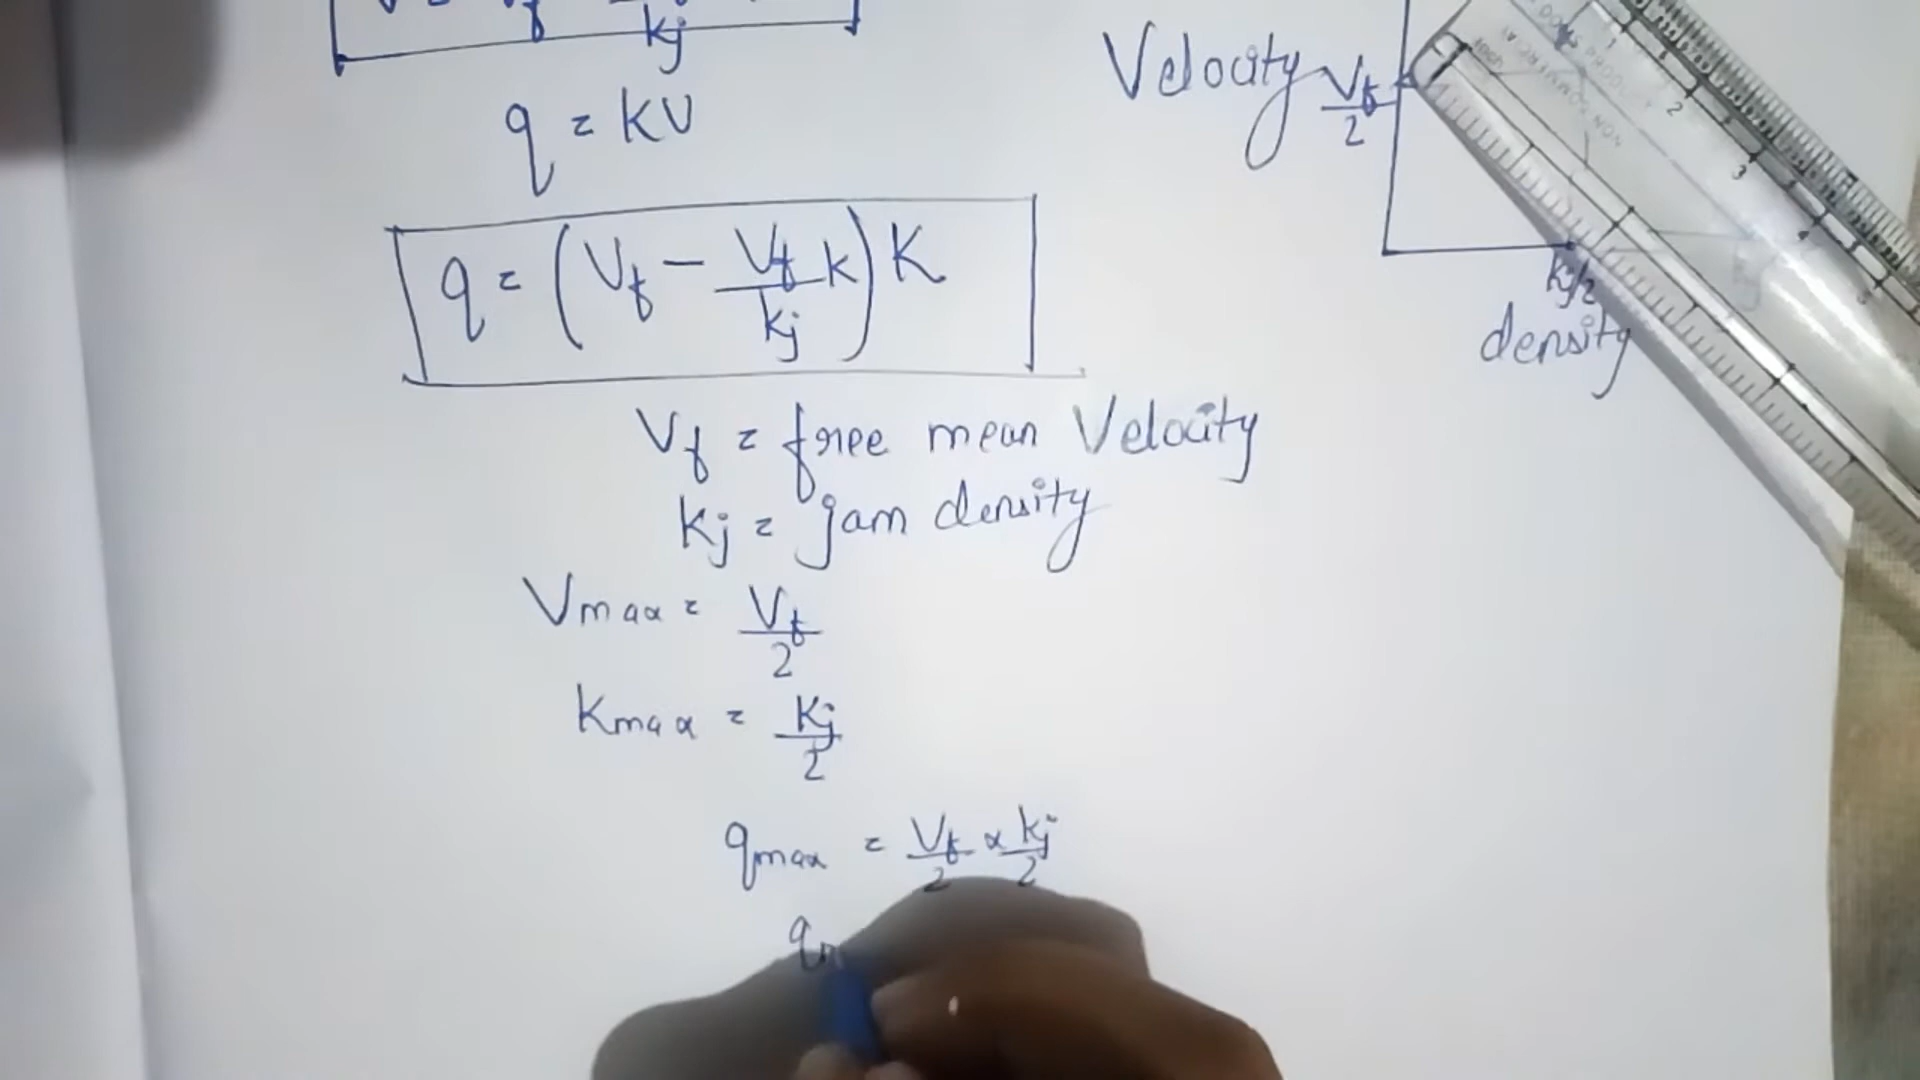 kj
q = KV
q = (Vf - Vf/kj k) K
Vf = free mean Velocity
kj = jam density
Vmax = Vf/2
Kmax = Kj/2
qmax = Vf/2 x kj/2
Velocity Vf/2
kj/2
density